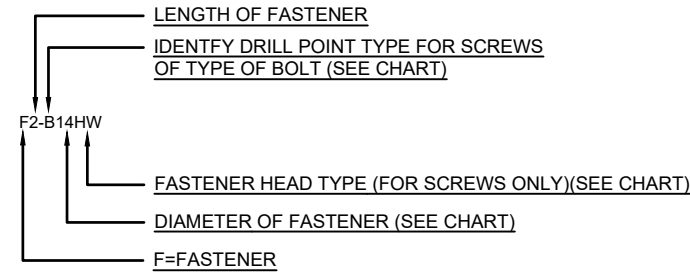 LENGTH OF FASTENER
IDENTFY DRILL POINT TYPE FOR SCREWS
OF TYPE OF BOLT (SEE CHART)
F2-B14HW
FASTENER HEAD TYPE (FOR SCREWS ONLY)(SEE CHART)
DIAMETER OF FASTENER (SEE CHART)
F=FASTENER